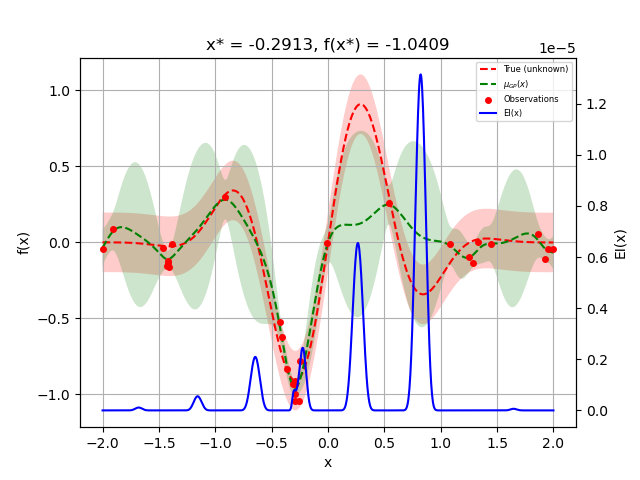 x* = -0.2913, f(x*) = -1.0409
1e−5
True (unknown)
μGP(x)
Observations
EI(x)
1.0
0.5
0.0
−0.5
−1.0
f(x)
1.2
1.0
0.8
0.6
0.4
0.2
0.0
EI(x)
−2.0 −1.5 −1.0 −0.5 0.0 0.5 1.0 1.5 2.0
x